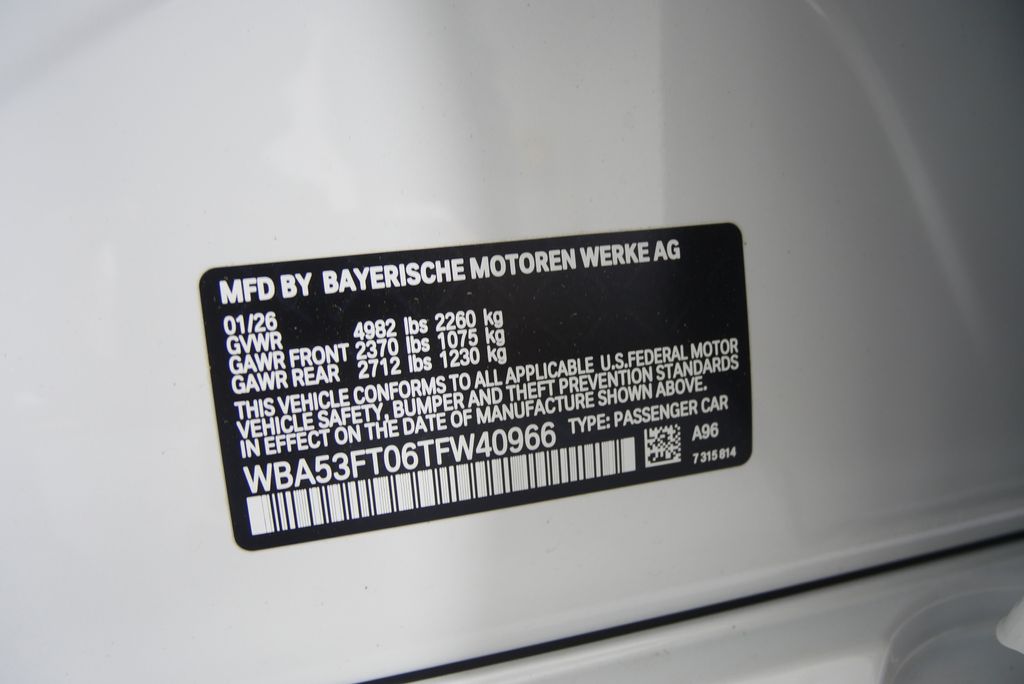 MFD BY BAYERISCHE MOTOREN WERKE AG
01/26
GVWR 4982 lbs 2260 kg
GAWR FRONT 2370 lbs 1075 kg
GAWR REAR 2712 lbs 1230 kg
THIS VEHICLE CONFORMS TO ALL APPLICABLE U.S.FEDERAL MOTOR
VEHICLE SAFETY, BUMPER AND THEFT PREVENTION STANDARDS
IN EFFECT ON THE DATE OF MANUFACTURE SHOWN ABOVE.
WBA53FT06TFW40966 TYPE: PASSENGER CAR
A96
7 315 814